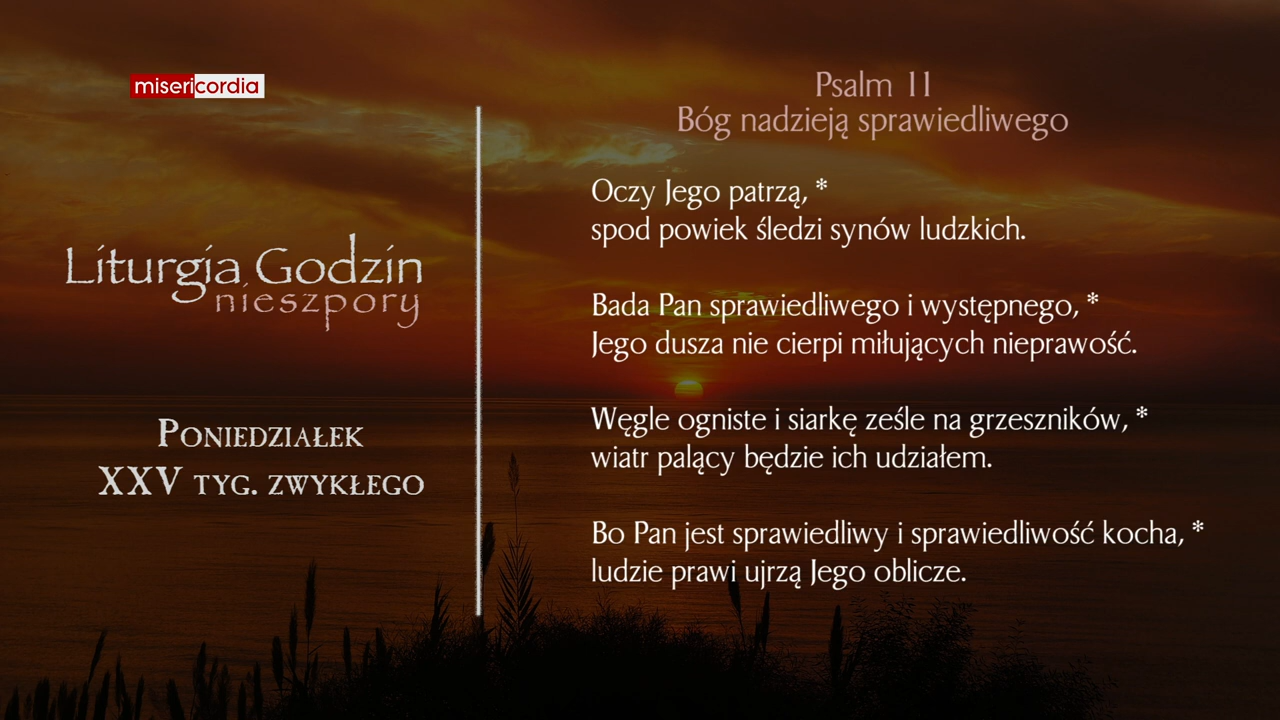 misericordia
Liturgia Godzin
nieszpory
Poniedziałek
XXV tyg. zwykłego
Psalm 11
Bóg nadzieją sprawiedliwego
Oczy Jego patrzą, *
spod powiek śledzi synów ludzkich.
Bada Pan sprawiedliwego i występnego, *
Jego dusza nie cierpi miłujących nieprawość.
Węgle ogniste i siarkę ześle na grzeszników, *
wiatr palący będzie ich udziałem.
Bo Pan jest sprawiedliwy i sprawiedliwość kocha, *
ludzie prawi ujrzą Jego oblicze.